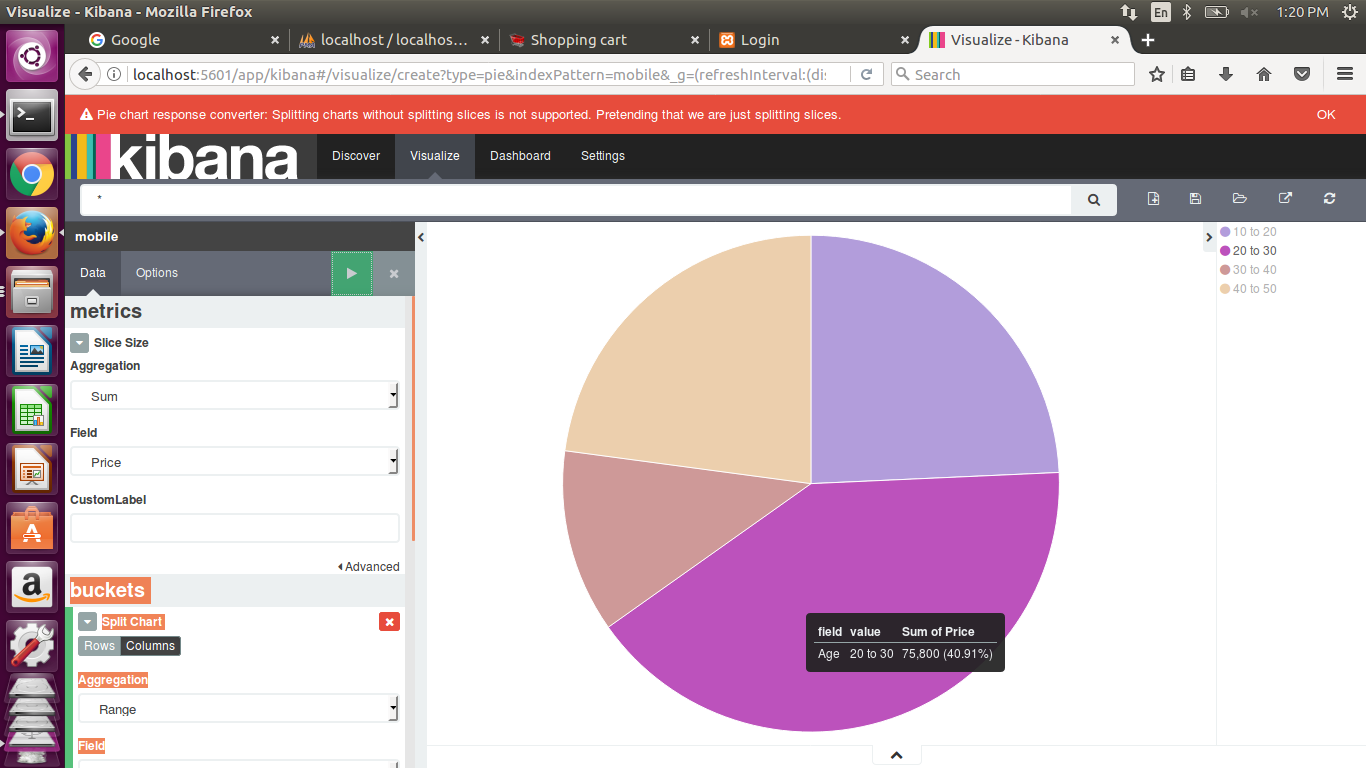 Visualize - Kibana - Mozilla Firefox
En
1:20 PM
Google
localhost / localhos...
Shopping cart
Login
Visualize - Kibana
localhost:5601/app/kibana#/visualize/create?type=pie&indexPattern=mobile&_g=(refreshInterval:(dis
Search
Pie chart response converter: Splitting charts without splitting slices is not supported. Pretending that we are just splitting slices.
OK
kibana
Discover
Visualize
Dashboard
Settings
*
mobile
Data
Options
metrics
Slice Size
Aggregation
Sum
Field
Price
CustomLabel
Advanced
buckets
Split Chart
Rows
Columns
Aggregation
Range
Field
field value Sum of Price
Age 20 to 30 75,800 (40.91%)
10 to 20
20 to 30
30 to 40
40 to 50